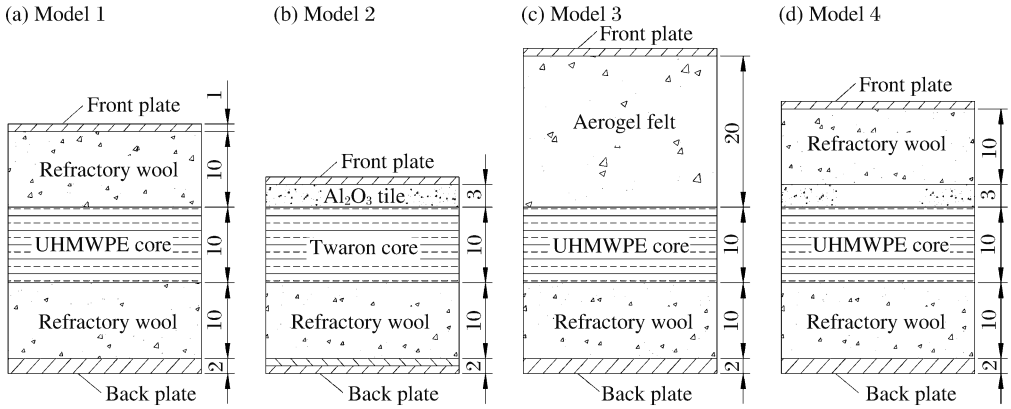 (a) Model 1
(b) Model 2
(c) Model 3
(d) Model 4
Front plate
1
Refractory wool
10
UHMWPE core
10
Refractory wool
10
2
Back plate
Front plate
Al₂O₃ tile
3
Twaron core
10
Refractory wool
10
2
Back plate
Front plate
Aerogel felt
20
UHMWPE core
10
Refractory wool
10
2
Back plate
Front plate
Refractory wool
10
3
UHMWPE core
10
Refractory wool
10
2
Back plate